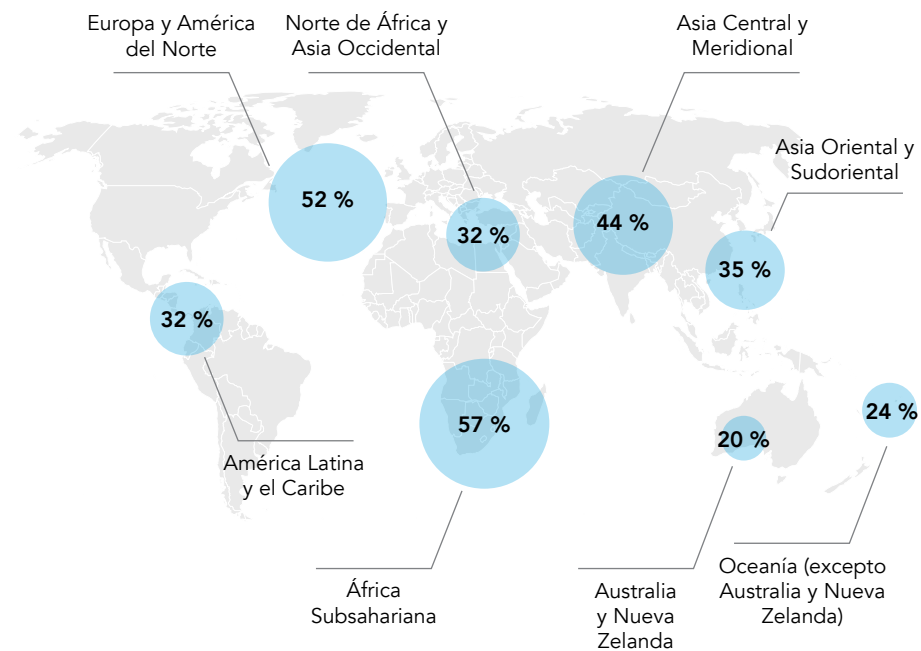 Europa y América
del Norte
Norte de África y
Asia Occidental
Asia Central y
Meridional
Asia Oriental y
Sudoriental
52 %
32 %
44 %
35 %
32 %
57 %
20 %
24 %
América Latina
y el Caribe
África
Subsahariana
Australia
y Nueva
Zelanda
Oceanía (excepto
Australia y Nueva
Zelanda)